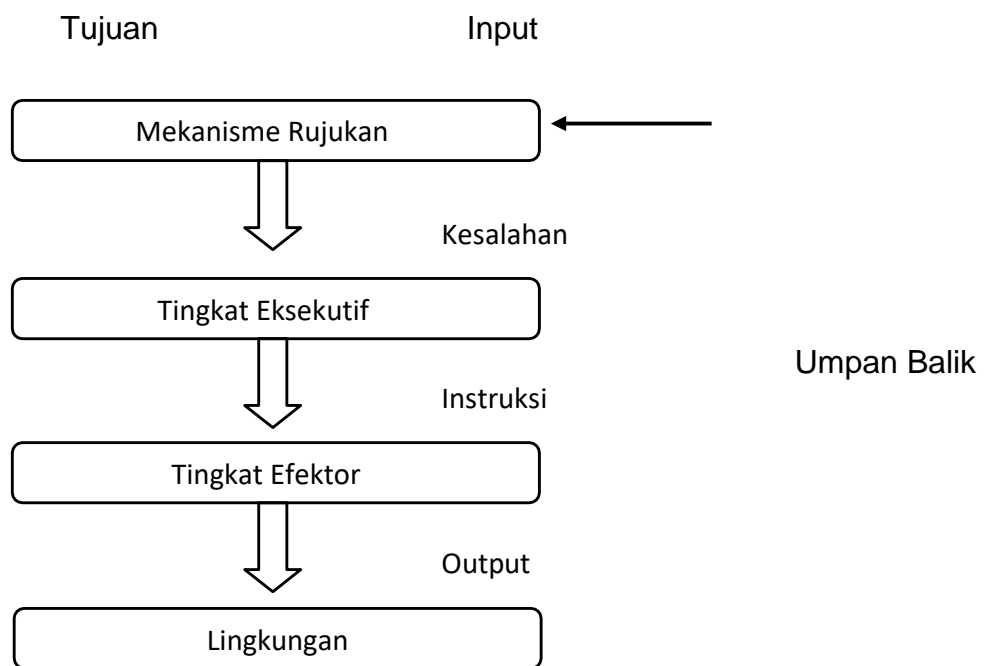 Tujuan Input
Mekanisme Rujukan
Kesalahan
Tingkat Eksekutif
Umpan Balik
Instruksi
Tingkat Efektor
Output
Lingkungan